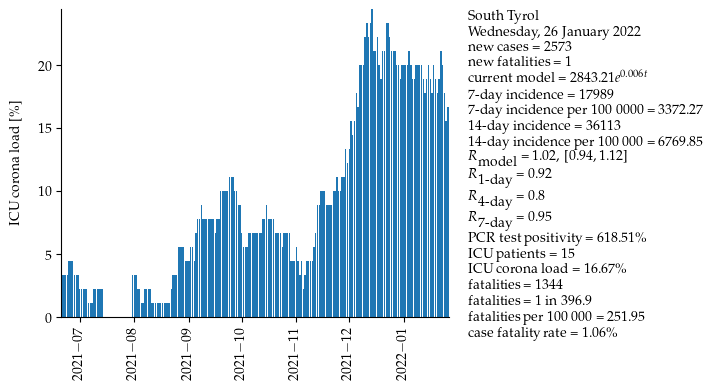 South Tyrol
Wednesday, 26 January 2022
new cases = 2573
new fatalities = 1
current model = 2843.21e^0.006t
7-day incidence = 17989
7-day incidence per 100 0000 = 3372.27
14-day incidence = 36113
14-day incidence per 100 000 = 6769.85
R_model = 1.02, [0.94, 1.12]
R_1-day = 0.92
R_4-day = 0.8
R_7-day = 0.95
PCR test positivity = 618.51%
ICU patients = 15
ICU corona load = 16.67%
fatalities = 1344
fatalities = 1 in 396.9
fatalities per 100 000 = 251.95
case fatality rate = 1.06%
ICU corona load [%]
20
15
10
5
0
2021−07
2021−08
2021−09
2021−10
2021−11
2021−12
2022−01